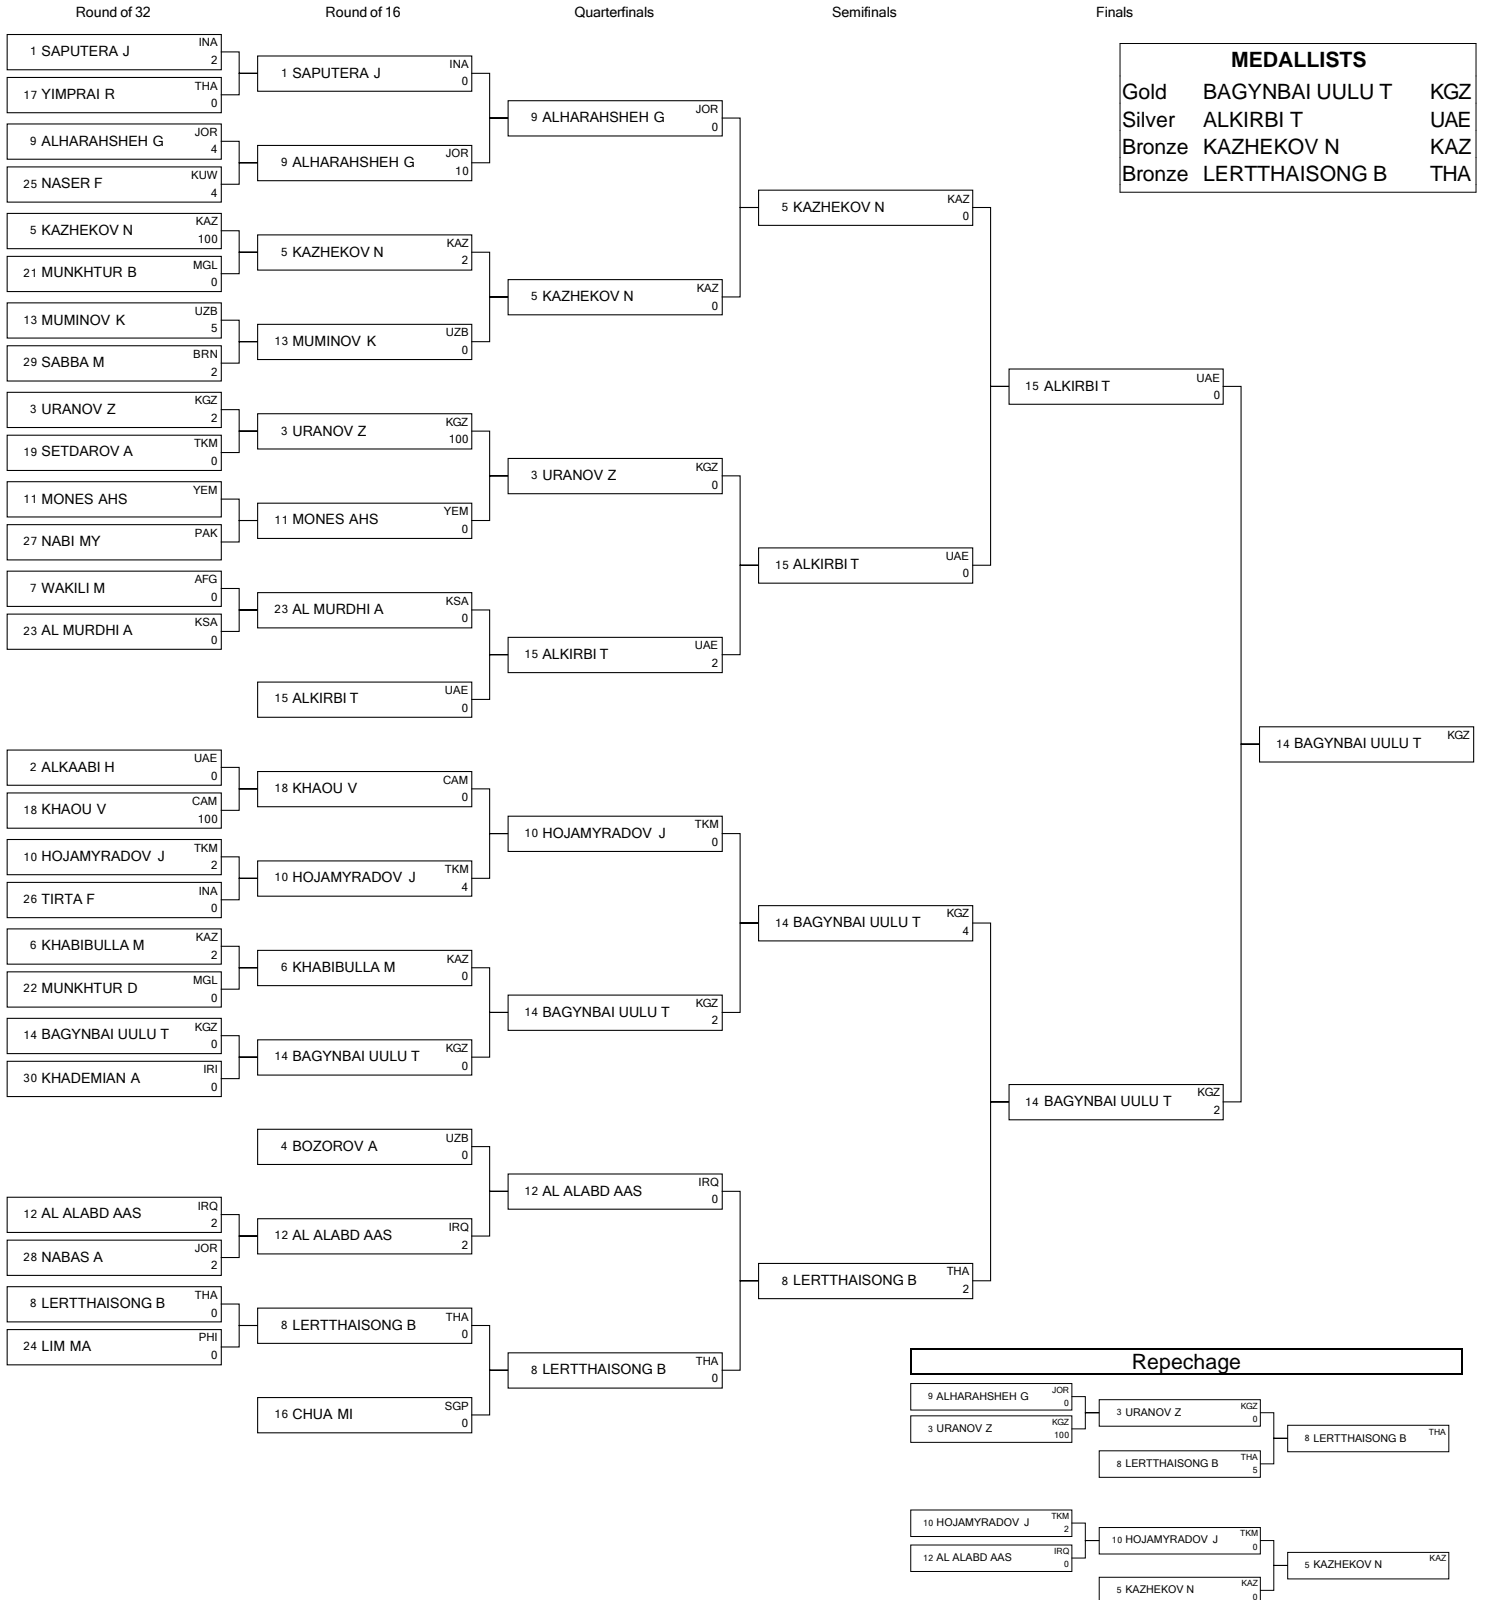 Round of 32 Round of 16 Quarterfinals Semifinals Finals
MEDALLISTS
Gold BAGYNBAI UULU T KGZ
Silver ALKIRBI T UAE
Bronze KAZHEKOV N KAZ
Bronze LERTTHAISONG B THA
1 SAPUTERA J INA 2
17 YIMPRAI R THA 0
9 ALHARAHSHEH G JOR 4
25 NASER F KUW 4
5 KAZHEKOV N KAZ 100
21 MUNKHTUR B MGL 0
13 MUMINOV K UZB 5
29 SABBA M BRN 2
3 URANOV Z KGZ 2
19 SETDAROV A TKM 0
11 MONES AHS YEM
27 NABI MY PAK
7 WAKILI M AFG 0
23 AL MURDHI A KSA 0
2 ALKAABI H UAE 0
18 KHAOU V CAM 100
10 HOJAMYRADOV J TKM 2
26 TIRTA F INA 0
6 KHABIBULLA M KAZ 2
22 MUNKHTUR D MGL 0
14 BAGYNBAI UULU T KGZ 0
30 KHADEMIAN A IRI 0
12 AL ALABD AAS IRQ 2
28 NABAS A JOR 2
8 LERTTHAISONG B THA 0
24 LIM MA PHI 0
1 SAPUTERA J INA 0
9 ALHARAHSHEH G JOR 10
5 KAZHEKOV N KAZ 2
13 MUMINOV K UZB 0
3 URANOV Z KGZ 100
11 MONES AHS YEM 0
23 AL MURDHI A KSA 0
15 ALKIRBI T UAE 0
18 KHAOU V CAM 0
10 HOJAMYRADOV J TKM 4
6 KHABIBULLA M KAZ 0
14 BAGYNBAI UULU T KGZ 0
4 BOZOROV A UZB 0
12 AL ALABD AAS IRQ 2
8 LERTTHAISONG B THA 0
16 CHUA MI SGP 0
9 ALHARAHSHEH G JOR 0
5 KAZHEKOV N KAZ 0
3 URANOV Z KGZ 0
15 ALKIRBI T UAE 2
10 HOJAMYRADOV J TKM 0
14 BAGYNBAI UULU T KGZ 2
12 AL ALABD AAS IRQ 0
8 LERTTHAISONG B THA 0
5 KAZHEKOV N KAZ 0
15 ALKIRBI T UAE 0
14 BAGYNBAI UULU T KGZ 4
8 LERTTHAISONG B THA 2
15 ALKIRBI T UAE 0
14 BAGYNBAI UULU T KGZ 2
14 BAGYNBAI UULU T KGZ
Repechage
9 ALHARAHSHEH G JOR 0
3 URANOV Z KGZ 100
3 URANOV Z KGZ 0
8 LERTTHAISONG B THA 5
8 LERTTHAISONG B THA
10 HOJAMYRADOV J TKM 2
12 AL ALABD AAS IRQ 0
10 HOJAMYRADOV J TKM 0
5 KAZHEKOV N KAZ 0
5 KAZHEKOV N KAZ